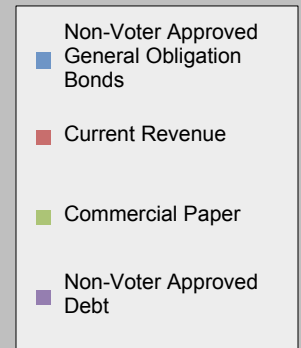 Non-Voter Approved
General Obligation
Bonds
Current Revenue
Commercial Paper
Non-Voter Approved
Debt